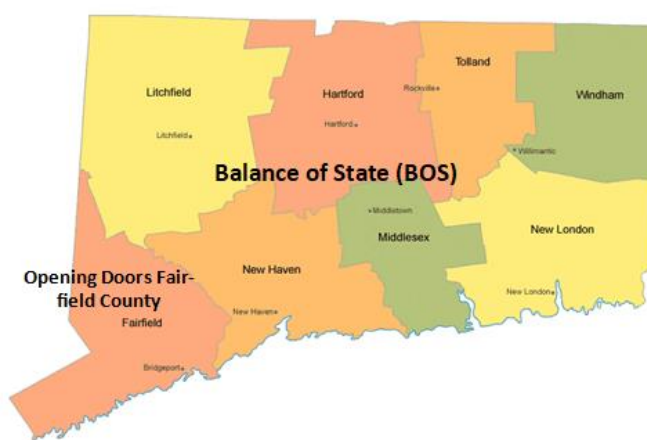 Tolland
Litchfield
Hartford
Rockville
Windham
Hartford
Litchfield
Willimantic
Balance of State (BOS)
Middletown
New London
Middlesex
New Haven
Opening Doors Fair-
field County
New London
New Haven
Fairfield
Bridgeport